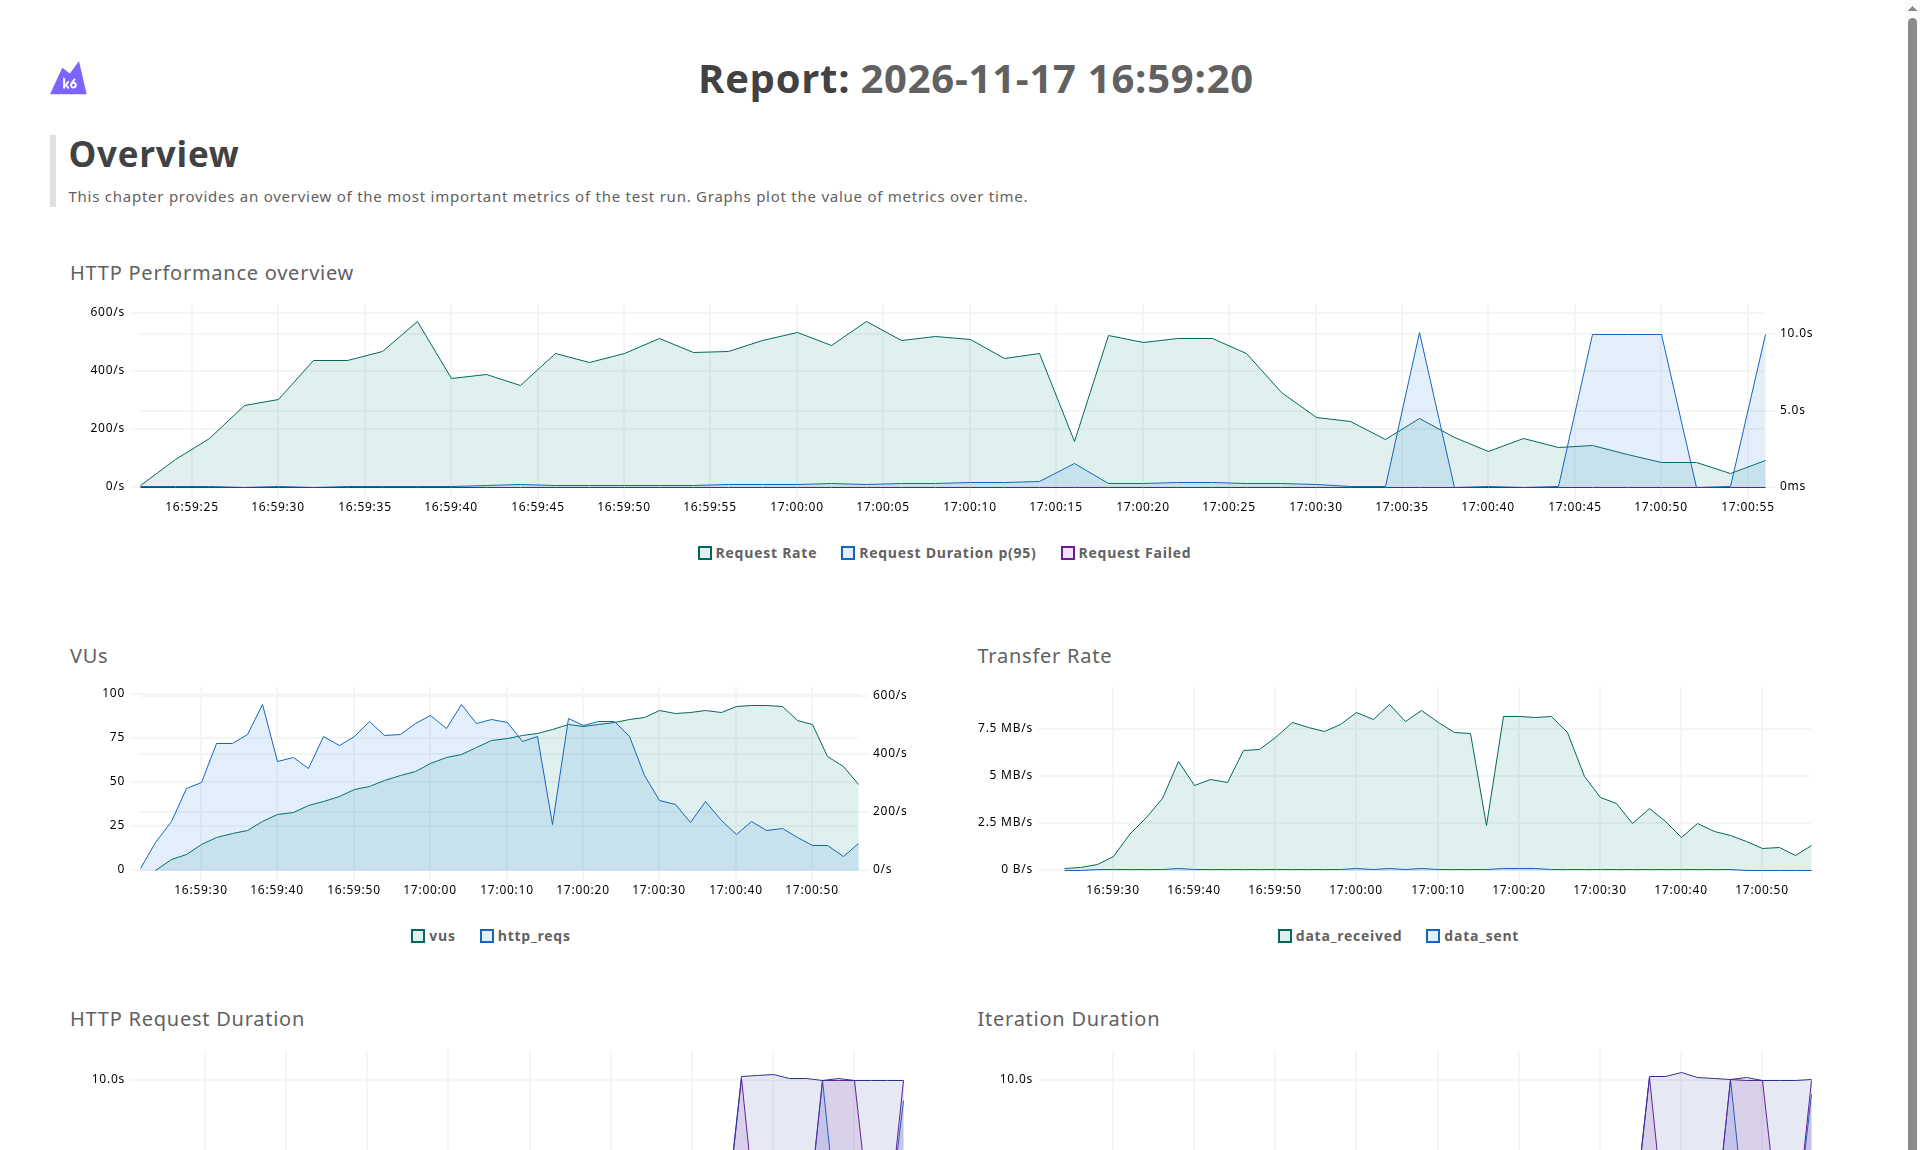 k6
Report: 2026-11-17 16:59:20
Overview
This chapter provides an overview of the most important metrics of the test run. Graphs plot the value of metrics over time.
HTTP Performance overview
600/s
400/s
200/s
0/s
10.0s
5.0s
0ms
16:59:25 16:59:30 16:59:35 16:59:40 16:59:45 16:59:50 16:59:55 17:00:00 17:00:05 17:00:10 17:00:15 17:00:20 17:00:25 17:00:30 17:00:35 17:00:40 17:00:45 17:00:50 17:00:55
Request Rate Request Duration p(95) Request Failed
VUs
100
75
50
25
0
600/s
400/s
200/s
0/s
16:59:30 16:59:40 16:59:50 17:00:00 17:00:10 17:00:20 17:00:30 17:00:40 17:00:50
vus http_reqs
Transfer Rate
7.5 MB/s
5 MB/s
2.5 MB/s
0 B/s
16:59:30 16:59:40 16:59:50 17:00:00 17:00:10 17:00:20 17:00:30 17:00:40 17:00:50
data_received data_sent
HTTP Request Duration
10.0s
Iteration Duration
10.0s